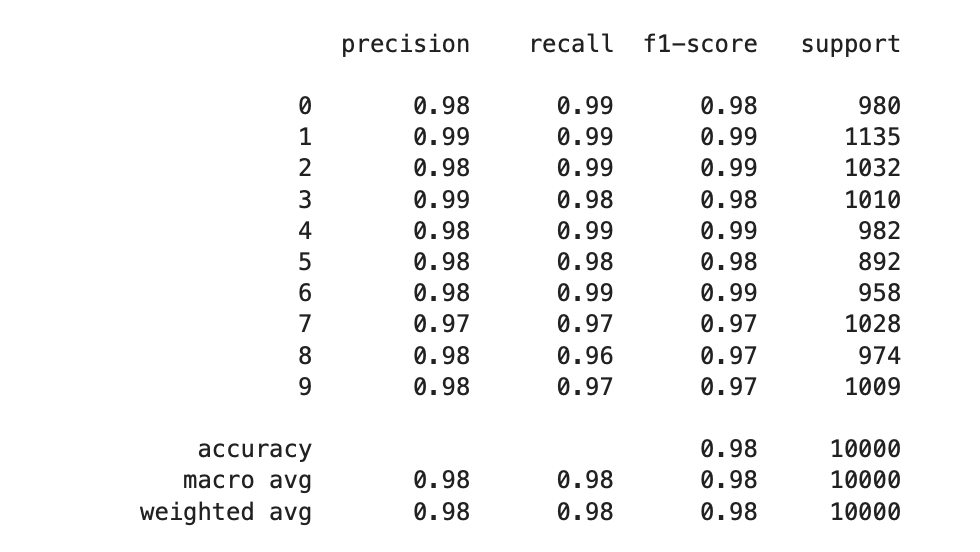 precision recall f1-score support
0 0.98 0.99 0.98 980
1 0.99 0.99 0.99 1135
2 0.98 0.99 0.99 1032
3 0.99 0.98 0.98 1010
4 0.98 0.99 0.99 982
5 0.98 0.98 0.98 892
6 0.98 0.99 0.99 958
7 0.97 0.97 0.97 1028
8 0.98 0.96 0.97 974
9 0.98 0.97 0.97 1009
accuracy 0.98 10000
macro avg 0.98 0.98 0.98 10000
weighted avg 0.98 0.98 0.98 10000